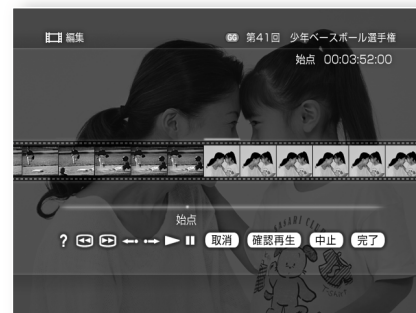 編集
GG 第41回 少年ベースボール選手権
始点 00:03:52:00
始点
? 取消 確認再生 中止 完了